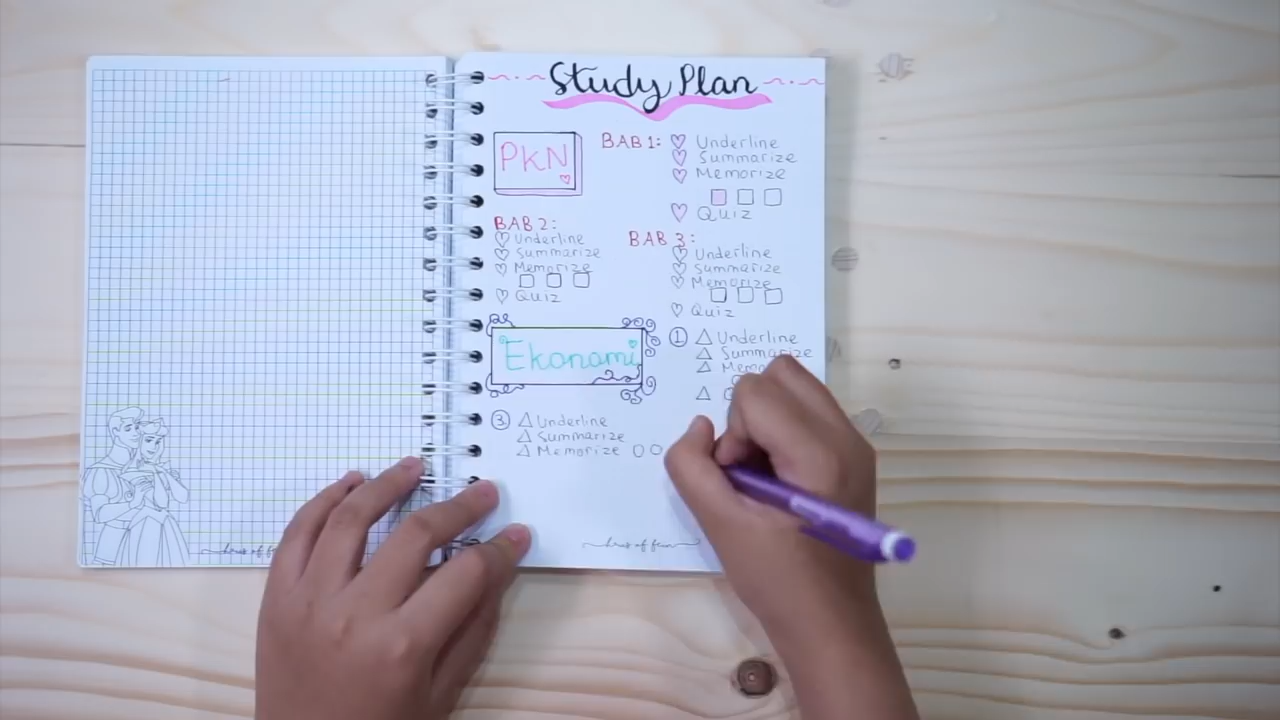 Study Plan
PKN
BAB 1:
Underline
Summarize
Memorize
Quiz
BAB 2:
Underline
Summarize
Memorize
Quiz
BAB 3:
Underline
Summarize
Memorize
Quiz
Ekonomi
1
Underline
Summarize
3
Underline
Summarize
Memorize